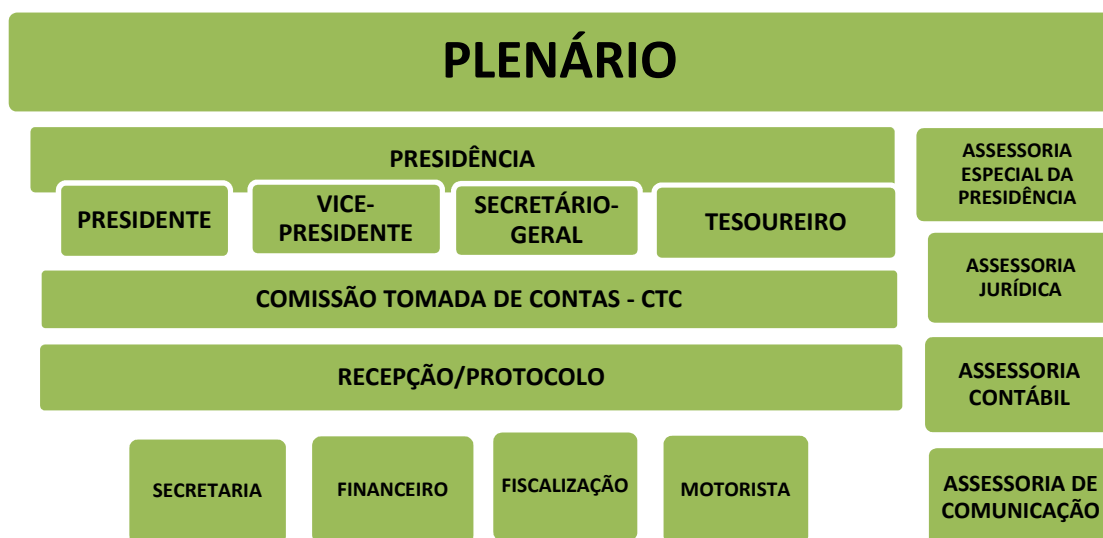 PLENÁRIO
PRESIDÊNCIA
PRESIDENTE
VICE-
PRESIDENTE
SECRETÁRIO-
GERAL
TESOUREIRO
COMISSÃO TOMADA DE CONTAS - CTC
RECEPÇÃO/PROTOCOLO
SECRETARIA
FINANCEIRO
FISCALIZAÇÃO
MOTORISTA
ASSESSORIA
ESPECIAL DA
PRESIDÊNCIA
ASSESSORIA
JURÍDICA
ASSESSORIA
CONTÁBIL
ASSESSORIA DE
COMUNICAÇÃO